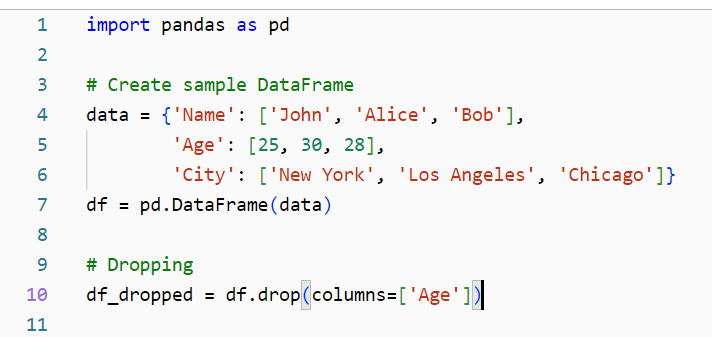 1 import pandas as pd
2
3 # Create sample DataFrame
4 data = {'Name': ['John', 'Alice', 'Bob'],
5         'Age': [25, 30, 28],
6         'City': ['New York', 'Los Angeles', 'Chicago']}
7 df = pd.DataFrame(data)
8
9 # Dropping
10 df_dropped = df.drop(columns=['Age'])
11